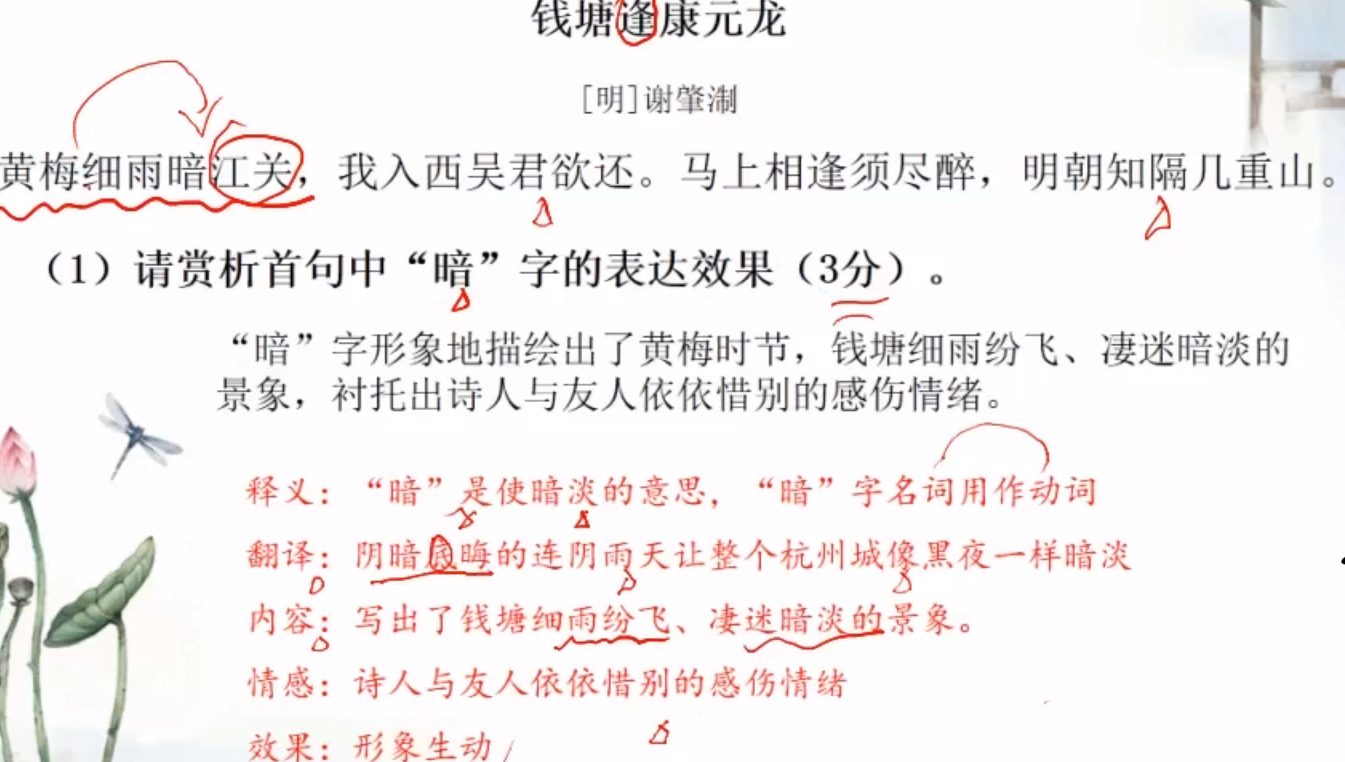 钱塘逢康元龙
[明]谢肇淛
黄梅细雨暗江关，我入西吴君欲还。马上相逢须尽醉，明朝知隔几重山。
（1）请赏析首句中“暗”字的表达效果（3分）。
“暗”字形象地描绘出了黄梅时节，钱塘细雨纷飞、凄迷暗淡的
景象，衬托出诗人与友人依依惜别的感伤情绪。
释义：“暗”是使暗淡的意思，“暗”字名词用作动词
翻译：阴暗晦的连阴雨天让整个杭州城像黑夜一样暗淡
内容：写出了钱塘细雨纷飞、凄迷暗淡的景象。
情感：诗人与友人依依惜别的感伤情绪
效果：形象生动